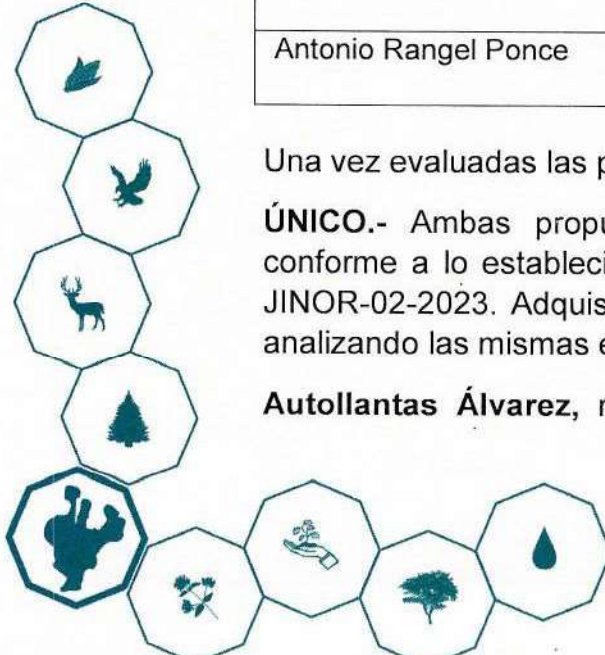 Antonio Rangel Ponce
Una vez evaluadas las p
ÚNICO.- Ambas propu
conforme a lo estableci
JINOR-02-2023. Adquis
analizando las mismas e
Autollantas Álvarez, r